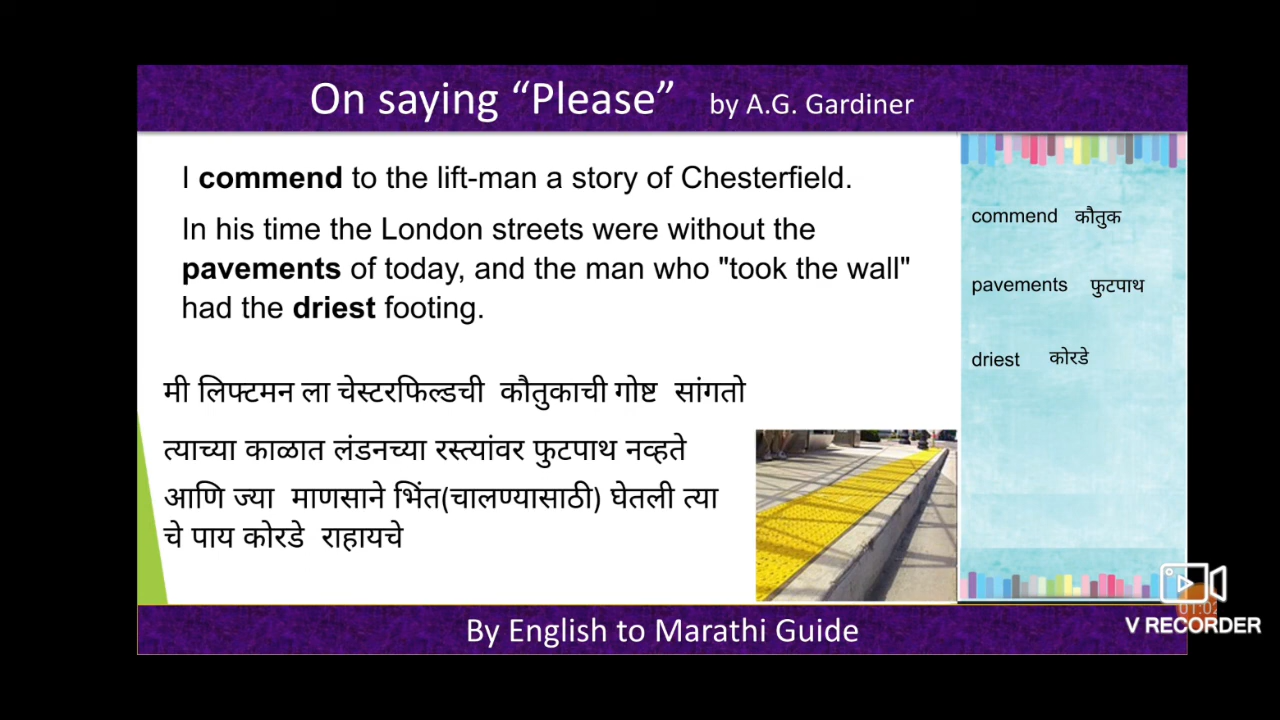 On saying “Please” by A.G. Gardiner
I commend to the lift-man a story of Chesterfield.
In his time the London streets were without the
pavements of today, and the man who "took the wall"
had the driest footing.
मी लिफ्टमन ला चेस्टरफिल्डची कौतुकाची गोष्ट सांगतो
त्याच्या काळात लंडनच्या रस्त्यांवर फुटपाथ नव्हते
आणि ज्या माणसाने भिंत(चालण्यासाठी) घेतली त्या
चे पाय कोरडे राहायचे
commend कौतुक
pavements फुटपाथ
driest कोरडे
By English to Marathi Guide
01:02
V RECORDER